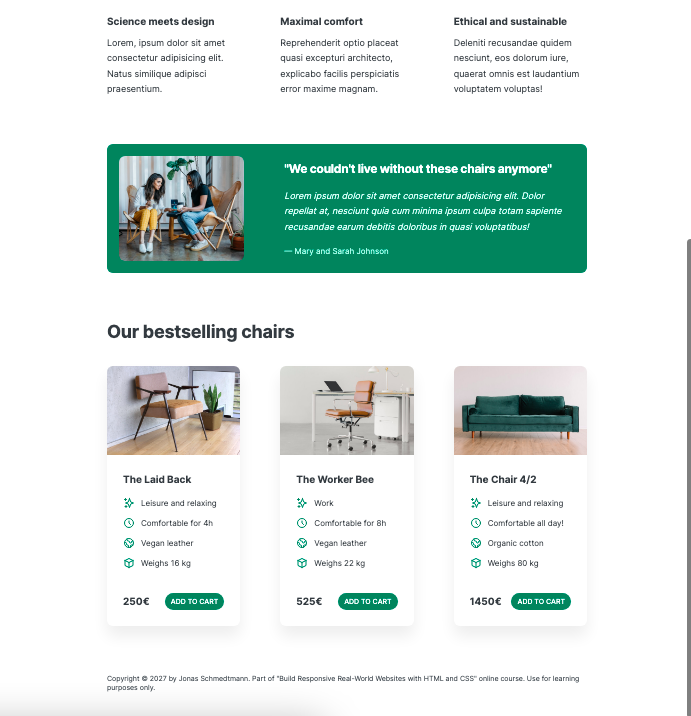 Science meets design
Lorem, ipsum dolor sit amet
consectetur adipisicing elit.
Natus similique adipisci
praesentium.
Maximal comfort
Reprehenderit optio placeat
quasi excepturi architecto,
explicabo facilis perspiciatis
error maxime magnam.
Ethical and sustainable
Deleniti recusandae quidem
nesciunt, eos dolorum iure,
quaerat omnis est laudantium
voluptatem voluptas!
"We couldn't live without these chairs anymore"
Lorem ipsum dolor sit amet consectetur adipisicing elit. Dolor
repellat at, nesciunt quia cum minima ipsum culpa totam sapiente
recusandae earum debitis doloribus in quasi voluptatibus!
— Mary and Sarah Johnson
Our bestselling chairs
The Laid Back
Leisure and relaxing
Comfortable for 4h
Vegan leather
Weighs 16 kg
250€ ADD TO CART
The Worker Bee
Work
Comfortable for 8h
Vegan leather
Weighs 22 kg
525€ ADD TO CART
The Chair 4/2
Leisure and relaxing
Comfortable all day!
Organic cotton
Weighs 80 kg
1450€ ADD TO CART
Copyright © 2027 by Jonas Schmedtmann. Part of "Build Responsive Real-World Websites with HTML and CSS" online course. Use for learning
purposes only.